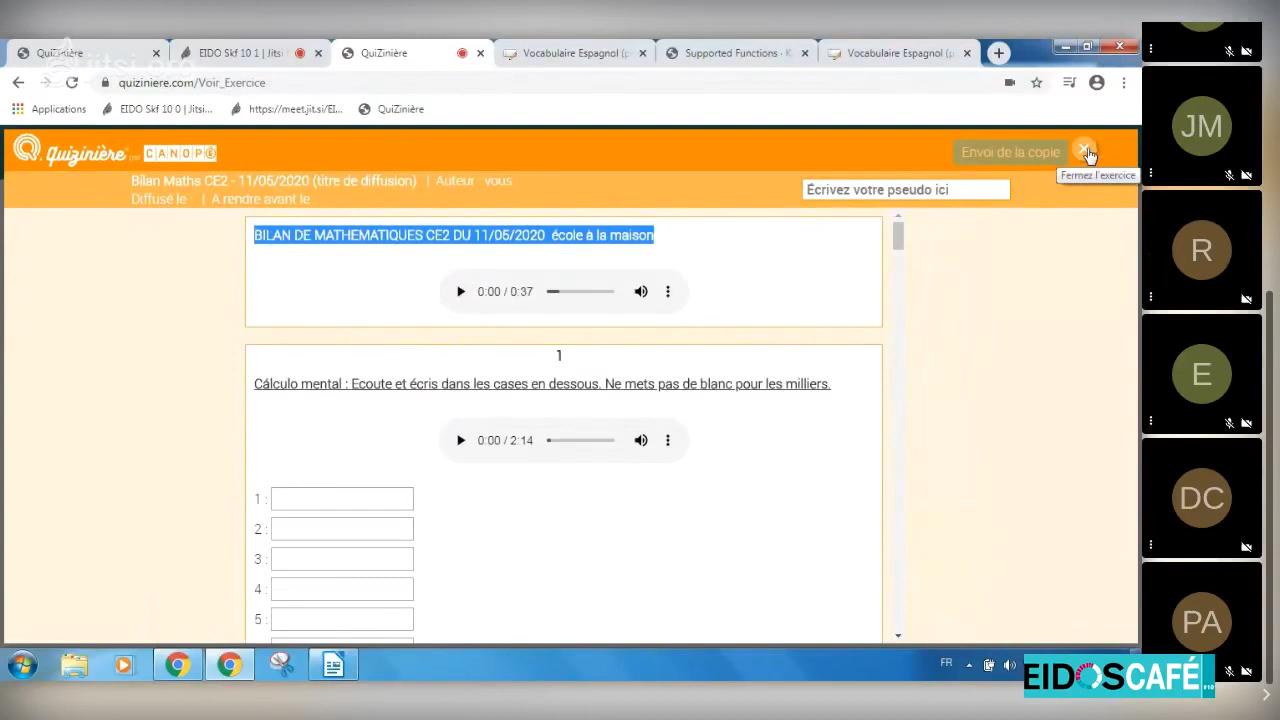 QuiZinière
EIDO Skf 10 1 | Jitsi
QuiZinière
Vocabulaire Espagnol (p
Supported Functions - K
Vocabulaire Espagnol (p
jitsi.org
quiziniere.com/Voir_Exercice
Applications
EIDO Skf 10 0 | Jitsi...
https://meet.jit.si/EI...
QuiZinière
Quizinière par CANOPÉ
Envoi de la copie
Fermez l'exercice
Bilan Maths CE2 - 11/05/2020 (titre de diffusion) | Auteur vous
Diffusé le | A rendre avant le
Écrivez votre pseudo ici
BILAN DE MATHEMATIQUES CE2 DU 11/05/2020 école à la maison
0:00 / 0:37
1
Cálculo mental : Ecoute et écris dans les cases en dessous. Ne mets pas de blanc pour les milliers.
0:00 / 2:14
1 :
2 :
3 :
4 :
5 :
JM
R
E
DC
PA
FR
EIDOSCAFÉ #10